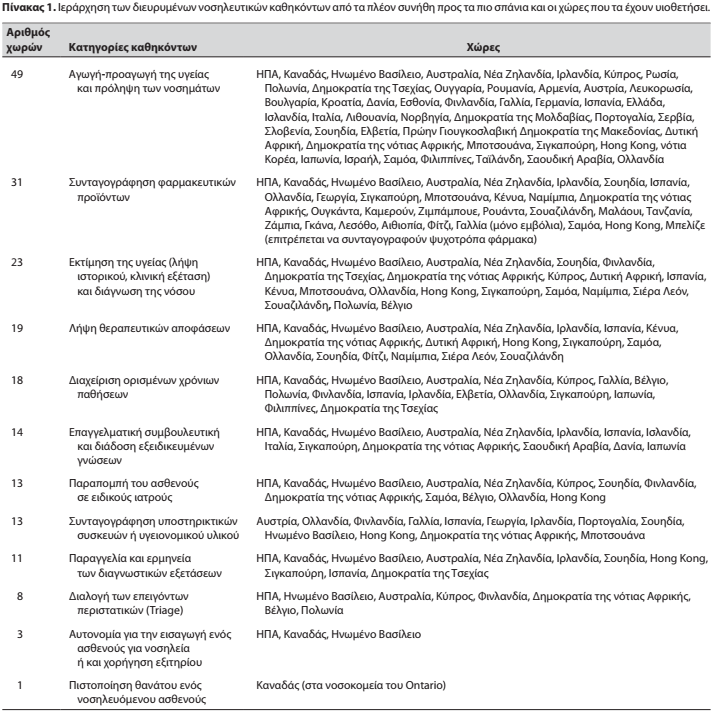 Πίνακας 1. Ιεράρχηση των διευρυμένων νοσηλευτικών καθηκόντων από τα πλέον συνήθη προς τα πιο σπάνια και οι χώρες που τα έχουν υιοθετήσει.
Αριθμός
χωρών Κατηγορίες καθηκόντων Χώρες
49 Αγωγή-προαγωγή της υγείας ΗΠΑ, Καναδάς, Ηνωμένο Βασίλειο, Αυστραλία, Νέα Ζηλανδία, Ιρλανδία, Κύπρος, Ρωσία,
και πρόληψη των νοσημάτων Πολωνία, Δημοκρατία της Τσεχίας, Ουγγαρία, Ρουμανία, Αρμενία, Αυστρία, Λευκορωσία,
Βουλγαρία, Κροατία, Δανία, Εσθονία, Φινλανδία, Γαλλία, Γερμανία, Ισπανία, Ελλάδα,
Ισλανδία, Ιταλία, Λιθουανία, Νορβηγία, Δημοκρατία της Μολδαβίας, Πορτογαλία, Σερβία,
Σλοβενία, Σουηδία, Ελβετία, Πρώην Γιουγκοσλαβική Δημοκρατία της Μακεδονίας, Δυτική
Αφρική, Δημοκρατία της νότιας Αφρικής, Μποτσουάνα, Σιγκαπούρη, Hong Kong, νότια
Κορέα, Ιαπωνία, Ισραήλ, Σαμόα, Φιλιππίνες, Ταϊλάνδη, Σαουδική Αραβία, Ολλανδία
31 Συνταγογράφηση φαρμακευτικών ΗΠΑ, Καναδάς, Ηνωμένο Βασίλειο, Αυστραλία, Νέα Ζηλανδία, Ιρλανδία, Σουηδία, Ισπανία,
προϊόντων Ολλανδία, Γεωργία, Σιγκαπούρη, Μποτσουάνα, Κένυα, Ναμίμπια, Δημοκρατία της νότιας
Αφρικής, Ουγκάντα, Καμερούν, Ζιμπάμπουε, Ρουάντα, Σουαζιλάνδη, Μαλάουι, Τανζανία,
Ζάμπια, Γκάνα, Λεσόθο, Αιθιοπία, Φίτζι, Γαλλία (μόνο εμβόλια), Σαμόα, Hong Kong, Μπελίζε
(επιτρέπεται να συνταγογραφούν ψυχοτρόπα φάρμακα)
23 Εκτίμηση της υγείας (λήψη ΗΠΑ, Καναδάς, Ηνωμένο Βασίλειο, Αυστραλία, Νέα Ζηλανδία, Σουηδία, Φινλανδία,
ιστορικού, κλινική εξέταση) Δημοκρατία της Τσεχίας, Δημοκρατία της νότιας Αφρικής, Κύπρος, Δυτική Αφρική, Ισπανία,
και διάγνωση της νόσου Κένυα, Μποτσουάνα, Ολλανδία, Hong Kong, Σιγκαπούρη, Σαμόα, Ναμίμπια, Σιέρα Λεόν,
Σουαζιλάνδη, Πολωνία, Βέλγιο
19 Λήψη θεραπευτικών αποφάσεων ΗΠΑ, Καναδάς, Ηνωμένο Βασίλειο, Αυστραλία, Νέα Ζηλανδία, Ιρλανδία, Ισπανία, Κένυα,
Δημοκρατία της νότιας Αφρικής, Δυτική Αφρική, Hong Kong, Σιγκαπούρη, Σαμόα,
Ολλανδία, Σουηδία, Φίτζι, Ναμίμπια, Σιέρα Λεόν, Σουαζιλάνδη
18 Διαχείριση ορισμένων χρόνιων ΗΠΑ, Καναδάς, Ηνωμένο Βασίλειο, Αυστραλία, Νέα Ζηλανδία, Κύπρος, Γαλλία, Βέλγιο,
παθήσεων Πολωνία, Φινλανδία, Ισπανία, Ιρλανδία, Ελβετία, Ολλανδία, Σιγκαπούρη, Ιαπωνία,
Φιλιππίνες, Δημοκρατία της Τσεχίας
14 Επαγγελματική συμβουλευτική ΗΠΑ, Καναδάς, Ηνωμένο Βασίλειο, Αυστραλία, Νέα Ζηλανδία, Ιρλανδία, Ισπανία, Ισλανδία,
και διάδοση εξειδικευμένων Ιταλία, Σιγκαπούρη, Δημοκρατία της νότιας Αφρικής, Σαουδική Αραβία, Δανία, Ιαπωνία
γνώσεων
13 Παραπομπή του ασθενούς ΗΠΑ, Καναδάς, Ηνωμένο Βασίλειο, Αυστραλία, Νέα Ζηλανδία, Κύπρος, Σουηδία, Φινλανδία,
σε ειδικούς ιατρούς Δημοκρατία της νότιας Αφρικής, Σαμόα, Βέλγιο, Ολλανδία, Hong Kong
13 Συνταγογράφηση υποστηρικτικών Αυστρία, Ολλανδία, Φινλανδία, Γαλλία, Ισπανία, Γεωργία, Ιρλανδία, Πορτογαλία, Σουηδία,
συσκευών ή υγειονομικού υλικού Ηνωμένο Βασίλειο, Hong Kong, Δημοκρατία της νότιας Αφρικής, Μποτσουάνα
11 Παραγγελία και ερμηνεία ΗΠΑ, Καναδάς, Ηνωμένο Βασίλειο, Αυστραλία, Νέα Ζηλανδία, Ιρλανδία, Σουηδία, Hong Kong,
των διαγνωστικών εξετάσεων Σιγκαπούρη, Ισπανία, Δημοκρατία της Τσεχίας
8 Διαλογή των επειγόντων ΗΠΑ, Ηνωμένο Βασίλειο, Αυστραλία, Κύπρος, Φινλανδία, Δημοκρατία της νότιας Αφρικής,
περιστατικών (Triage) Βέλγιο, Πολωνία
3 Αυτονομία για την εισαγωγή ενός ΗΠΑ, Καναδάς, Ηνωμένο Βασίλειο
ασθενούς για νοσηλεία
ή και χορήγηση εξιτηρίου
1 Πιστοποίηση θανάτου ενός Καναδάς (στα νοσοκομεία του Ontario)
νοσηλευόμενου ασθενούς